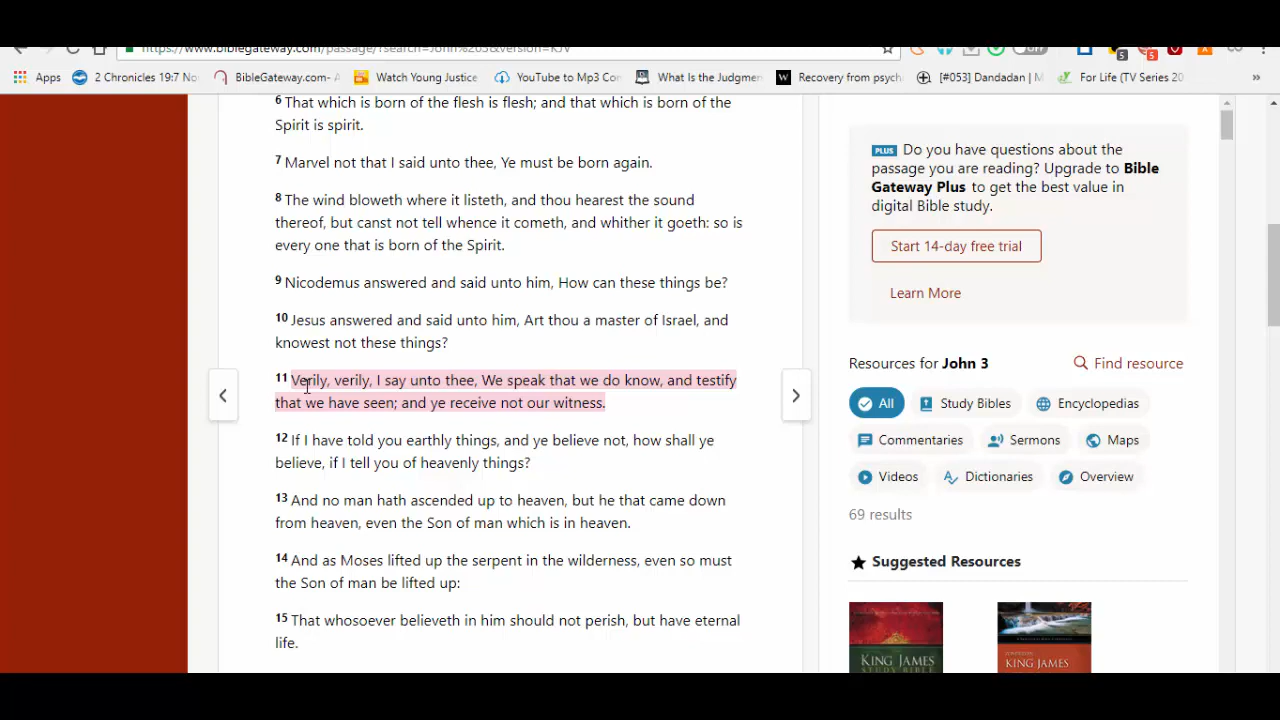 https://www.biblegateway.com/passage/?search=John%203&version=KJV
5
5
Off
Apps
2 Chronicles 19:7 No
BibleGateway.com- A
Watch Young Justice
YouTube to Mp3 Con
What Is the Judgmen
W Recovery from psych
[#053] Dandadan | M
For Life (TV Series 20
»
6 That which is born of the flesh is flesh; and that which is born of the
Spirit is spirit.
7 Marvel not that I said unto thee, Ye must be born again.
8 The wind bloweth where it listeth, and thou hearest the sound
thereof, but canst not tell whence it cometh, and whither it goeth: so is
every one that is born of the Spirit.
9 Nicodemus answered and said unto him, How can these things be?
10 Jesus answered and said unto him, Art thou a master of Israel, and
knowest not these things?
11 Verily, verily, I say unto thee, We speak that we do know, and testify
that we have seen; and ye receive not our witness.
12 If I have told you earthly things, and ye believe not, how shall ye
believe, if I tell you of heavenly things?
13 And no man hath ascended up to heaven, but he that came down
from heaven, even the Son of man which is in heaven.
14 And as Moses lifted up the serpent in the wilderness, even so must
the Son of man be lifted up:
15 That whosoever believeth in him should not perish, but have eternal
life.
PLUS Do you have questions about the
passage you are reading? Upgrade to Bible
Gateway Plus to get the best value in
digital Bible study.
Start 14-day free trial
Learn More
Resources for John 3
Find resource
All
Study Bibles
Encyclopedias
Commentaries
Sermons
Maps
Videos
Dictionaries
Overview
69 results
Suggested Resources
KING JAMES
KING JAMES